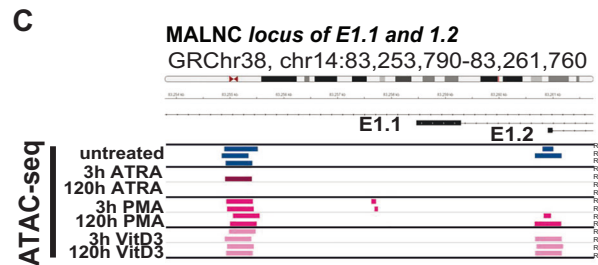 C
MALNC locus of E1.1 and 1.2
GRChr38, chr14:83,253,790-83,261,760
E1.1
E1.2
ATAC-seq
untreated
3h ATRA
120h ATRA
3h PMA
120h PMA
3h VitD3
120h VitD3